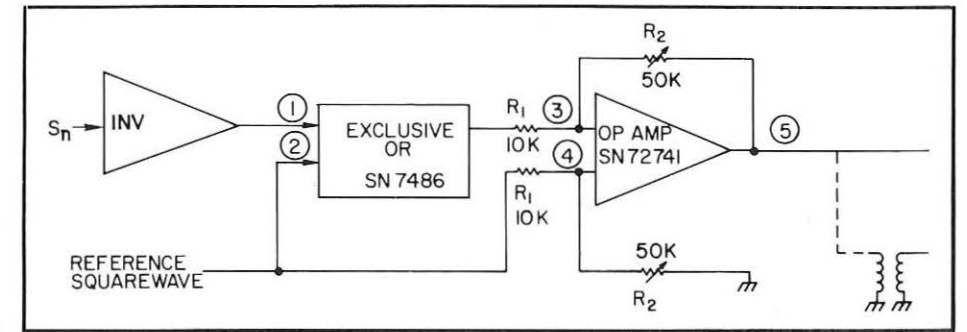 Sn
INV
1
2
EXCLUSIVE
OR
SN 7486
R1
10K
3
4
R1
10K
R2
50K
OP AMP
SN72741
5
50K
R2
REFERENCE
SQUAREWAVE